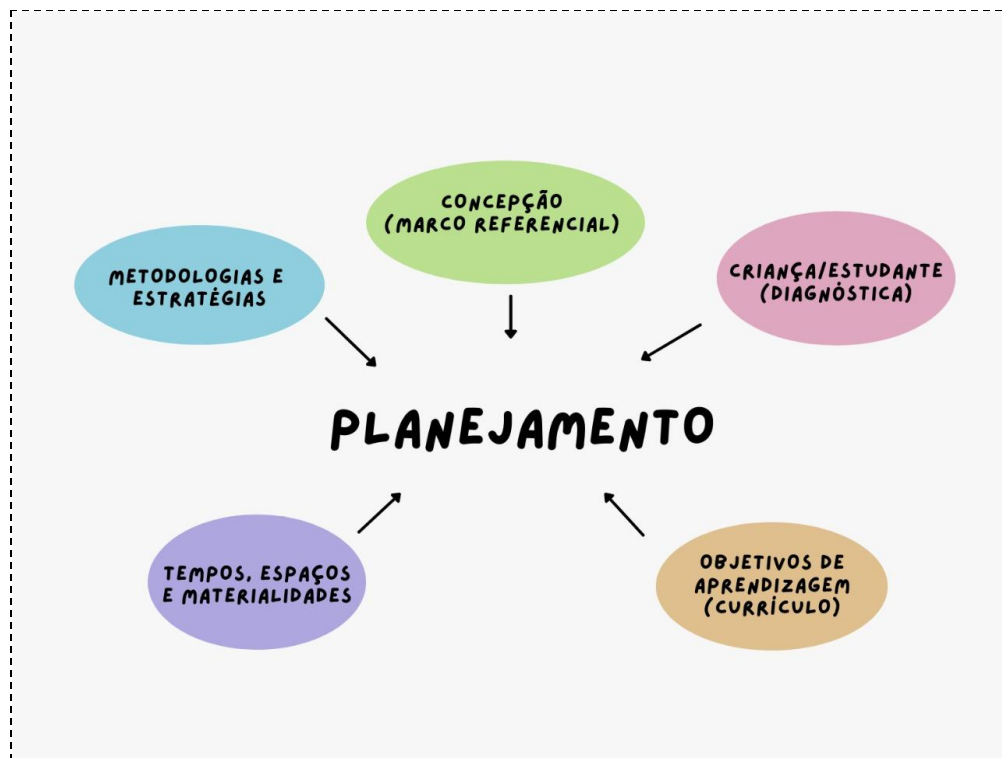 CONCEPÇÃO
(MARCO REFERENCIAL)
METODOLOGIAS E
ESTRATÉGIAS
CRIANÇA/ESTUDANTE
(DIAGNÓSTICA)
PLANEJAMENTO
TEMPOS, ESPAÇOS
E MATERIALIDADES
OBJETIVOS DE
APRENDIZAGEM
(CURRÍCULO)